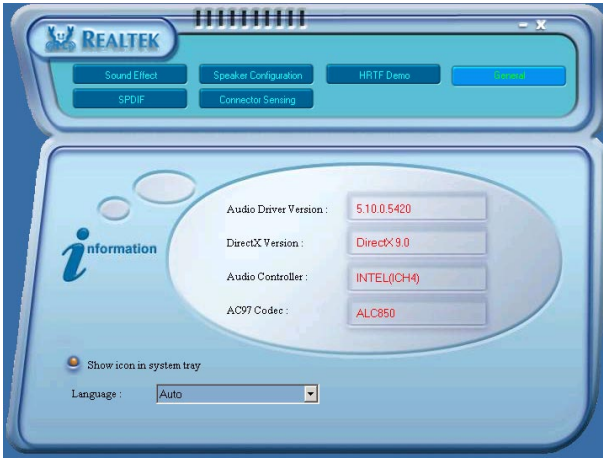 REALTEK
Sound Effect
Speaker Configuration
HRTF Demo
General
SPDIF
Connector Sensing
information
Audio Driver Version :
5.10.0.5420
DirectX Version :
DirectX 9.0
Audio Controller :
INTEL(ICH4)
AC97 Codec :
ALC850
Show icon in system tray
Language :
Auto